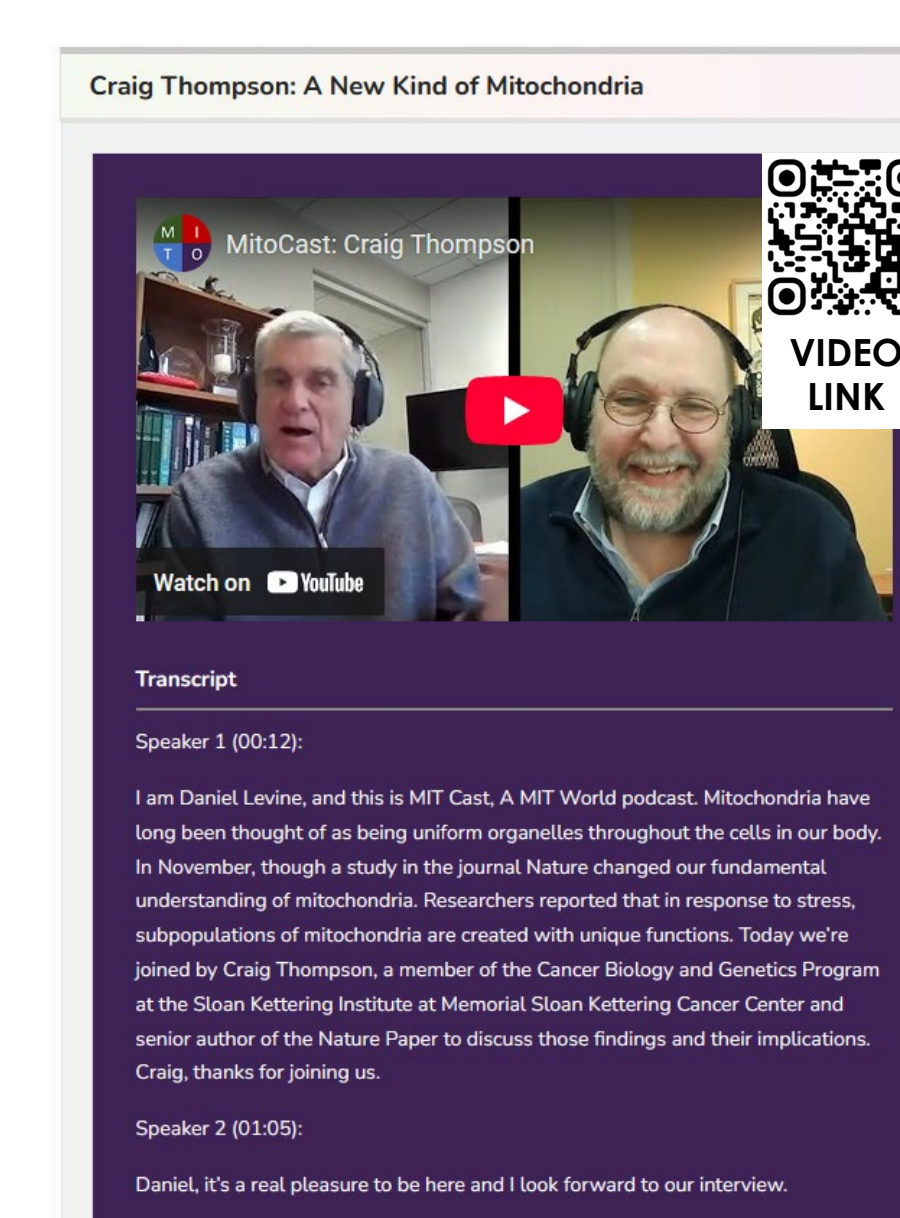 Craig Thompson: A New Kind of Mitochondria
M I
T O
MitoCast: Craig Thompson
VIDEO
LINK
Watch on YouTube
Transcript
Speaker 1 (00:12):
I am Daniel Levine, and this is MIT Cast, A MIT World podcast. Mitochondria have
long been thought of as being uniform organelles throughout the cells in our body.
In November, though a study in the journal Nature changed our fundamental
understanding of mitochondria. Researchers reported that in response to stress,
subpopulations of mitochondria are created with unique functions. Today we're
joined by Craig Thompson, a member of the Cancer Biology and Genetics Program
at the Sloan Kettering Institute at Memorial Sloan Kettering Cancer Center and
senior author of the Nature Paper to discuss those findings and their implications.
Craig, thanks for joining us.
Speaker 2 (01:05):
Daniel, it's a real pleasure to be here and I look forward to our interview.